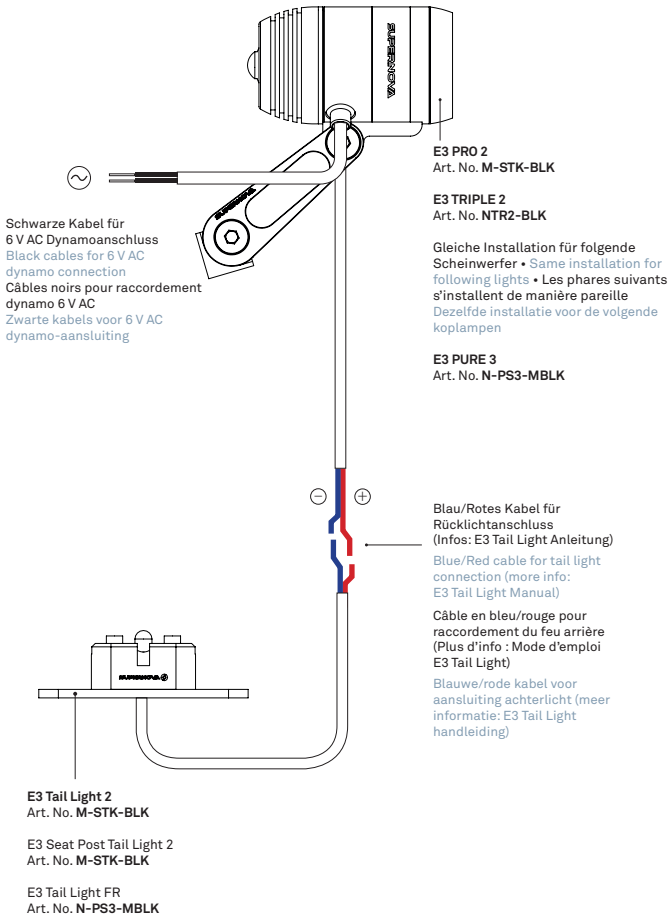 SUPERNOVA
E3 PRO 2
Art. No. M-STK-BLK
E3 TRIPLE 2
Art. No. NTR2-BLK
Gleiche Installation für folgende
Scheinwerfer • Same installation for
following lights • Les phares suivants
s’installent de manière pareille
Dezelfde installatie voor de volgende
koplampen
E3 PURE 3
Art. No. N-PS3-MBLK
Schwarze Kabel für
6 V AC Dynamoanschluss
Black cables for 6 V AC
dynamo connection
Câbles noirs pour raccordement
dynamo 6 V AC
Zwarte kabels voor 6 V AC
dynamo-aansluiting
− +
Blau/Rotes Kabel für
Rücklichtanschluss
(Infos: E3 Tail Light Anleitung)
Blue/Red cable for tail light
connection (more info:
E3 Tail Light Manual)
Câble en bleu/rouge pour
raccordement du feu arrière
(Plus d’info : Mode d’emploi
E3 Tail Light)
Blauwe/rode kabel voor
aansluiting achterlicht (meer
informatie: E3 Tail Light
handleiding)
SUPERNOVA
E3 Tail Light 2
Art. No. M-STK-BLK
E3 Seat Post Tail Light 2
Art. No. M-STK-BLK
E3 Tail Light FR
Art. No. N-PS3-MBLK